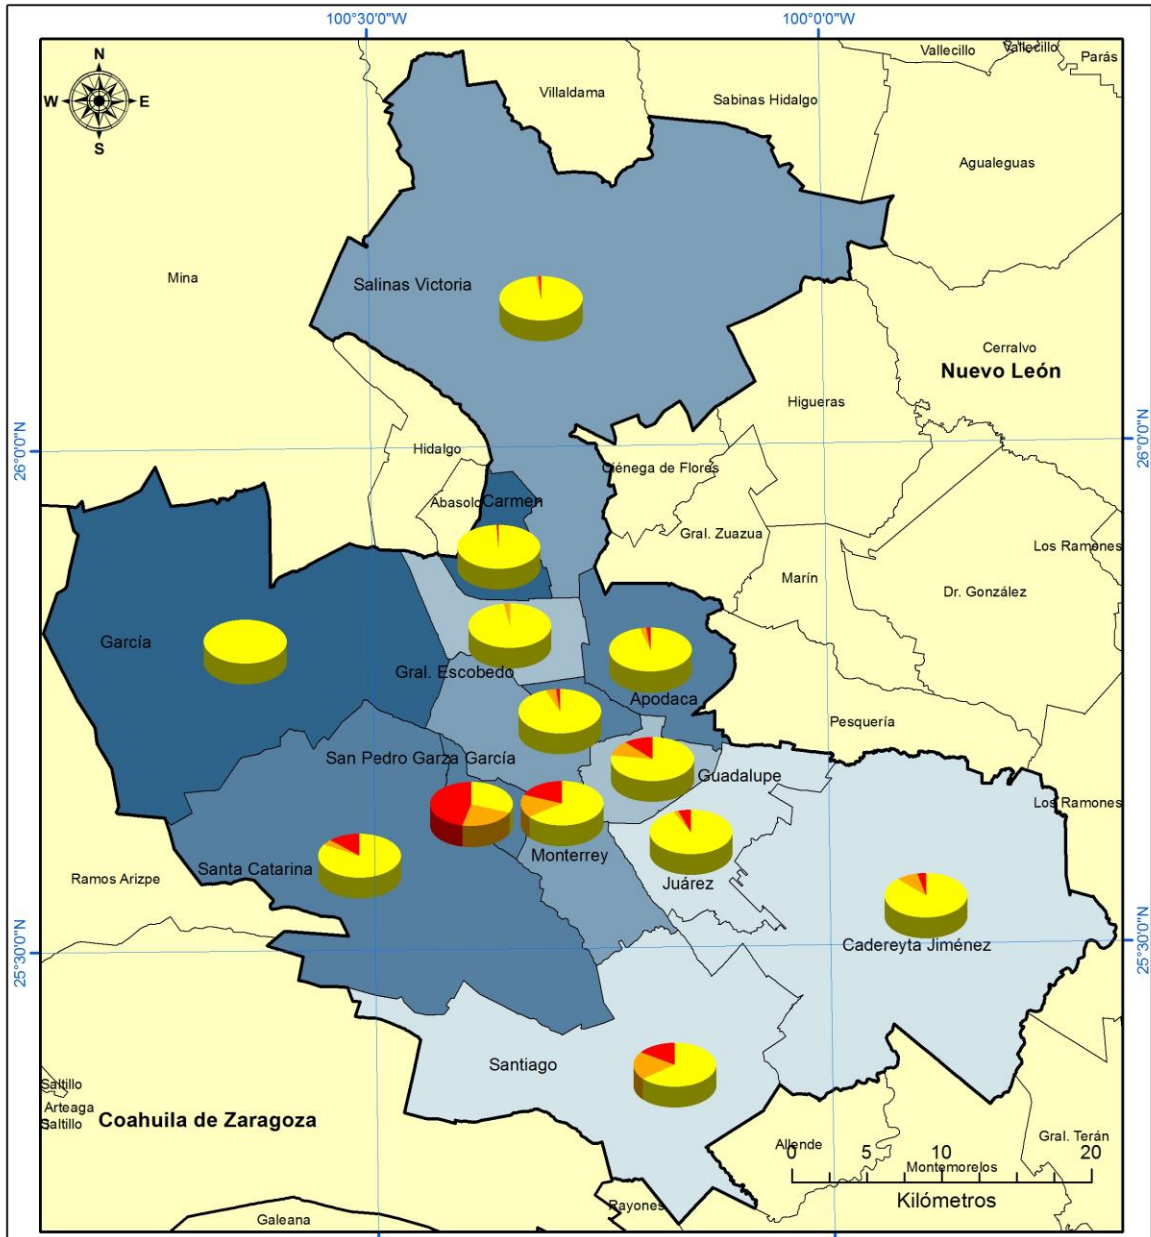 100°30'0"W
100°0'0"W
N
W
E
S
Vallecillo
Vallecillo
Parás
Villaldama
Sabinas Hidalgo
Agualeguas
Mina
Salinas Victoria
Cerralvo
Nuevo León
Higueras
26°0'0"N
26°0'0"N
Hidalgo
Ciénega de Flores
Abasolo
Carmen
Gral. Zuazua
Los Ramones
Marín
Dr. González
García
Gral. Escobedo
Apodaca
Pesquería
San Pedro Garza García
Guadalupe
Los Ramones
Monterrey
Santa Catarina
Juárez
Ramos Arizpe
Cadereyta Jiménez
25°30'0"N
25°30'0"N
Santiago
Saltillo
Arteaga
Saltillo
Coahuila de Zaragoza
Allende
Gral. Terán
0 5 10 20
Montemorelos
Kilómetros
Rayones
Galeana